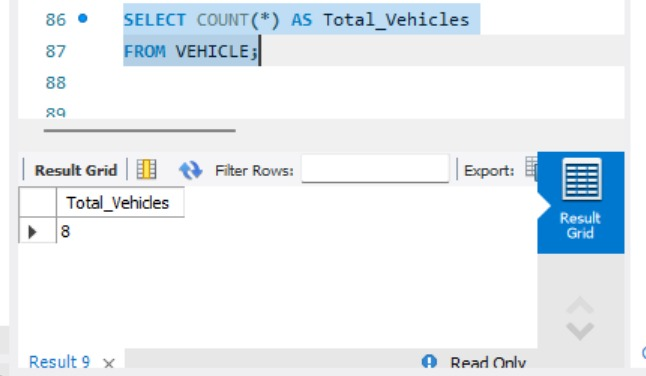 86 SELECT COUNT(*) AS Total_Vehicles
87 FROM VEHICLE;
88
89
Result Grid Filter Rows: Export:
Total_Vehicles
8
Result
Grid
Result 9 × Read Only